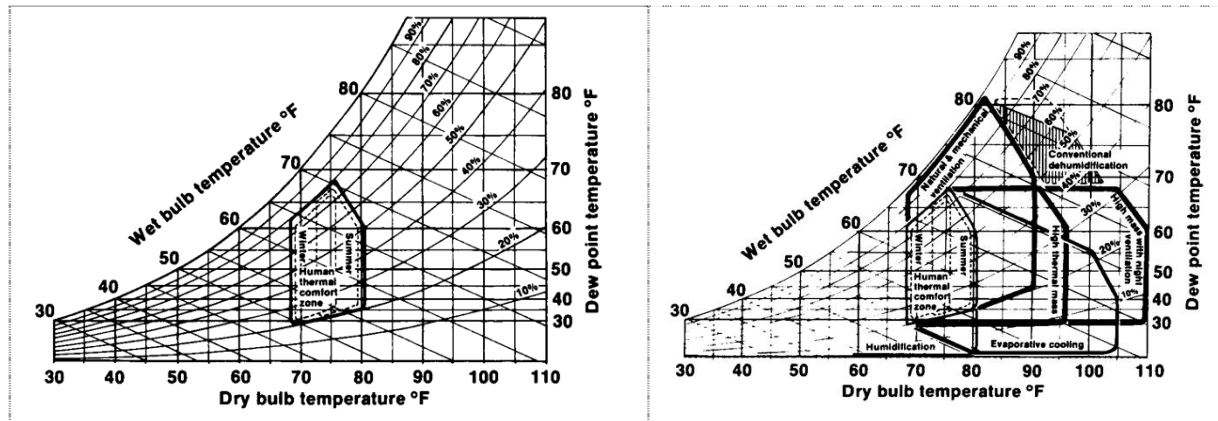 90%
80%
80
70%
60%
80
50%
Wet bulb temperature °F
70
40%
70
60
30%
60
50
Winter
Summer
20%
50
40
Human
thermal
comfort
zone
10%
40
30
30
30 40 50 60 70 80 90 100 110
Dry bulb temperature °F
Dew point temperature °F
90%
80%
70%
80
60%
80
50%
Wet bulb temperature °F
Natural & mechanical
ventilation
Conventional
dehumidification
70
40%
70
60
30%
60
High mass with night
ventilation
50
Winter
Summer
High thermal mass
20%
50
40
Human
thermal
comfort
zone
10%
40
30
30
Humidification
Evaporative cooling
30 40 50 60 70 80 90 100 110
Dry bulb temperature °F
Dew point temperature °F